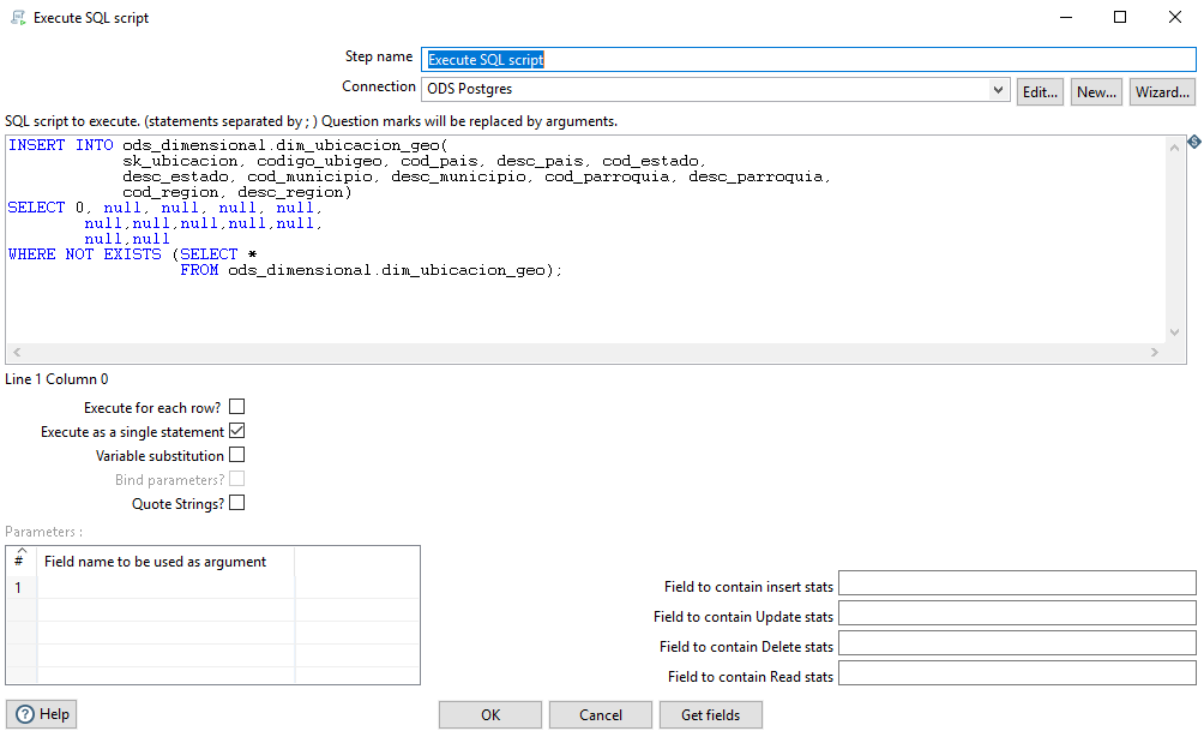 Execute SQL script
Step name Execute SQL script
Connection ODS Postgres Edit... New... Wizard...
SQL script to execute. (statements separated by ; ) Question marks will be replaced by arguments.
INSERT INTO ods_dimensional.dim_ubicacion_geo(
sk_ubicacion, codigo_ubigeo, cod_pais, desc_pais, cod_estado,
desc_estado, cod_municipio, desc_municipio, cod_parroquia, desc_parroquia,
cod_region, desc_region)
SELECT 0, null, null, null, null,
null,null,null,null,null,
null,null
WHERE NOT EXISTS (SELECT *
FROM ods_dimensional.dim_ubicacion_geo);
Line 1 Column 0
Execute for each row?
Execute as a single statement
Variable substitution
Bind parameters?
Quote Strings?
Parameters :
# Field name to be used as argument
1
Field to contain insert stats
Field to contain Update stats
Field to contain Delete stats
Field to contain Read stats
Help OK Cancel Get fields